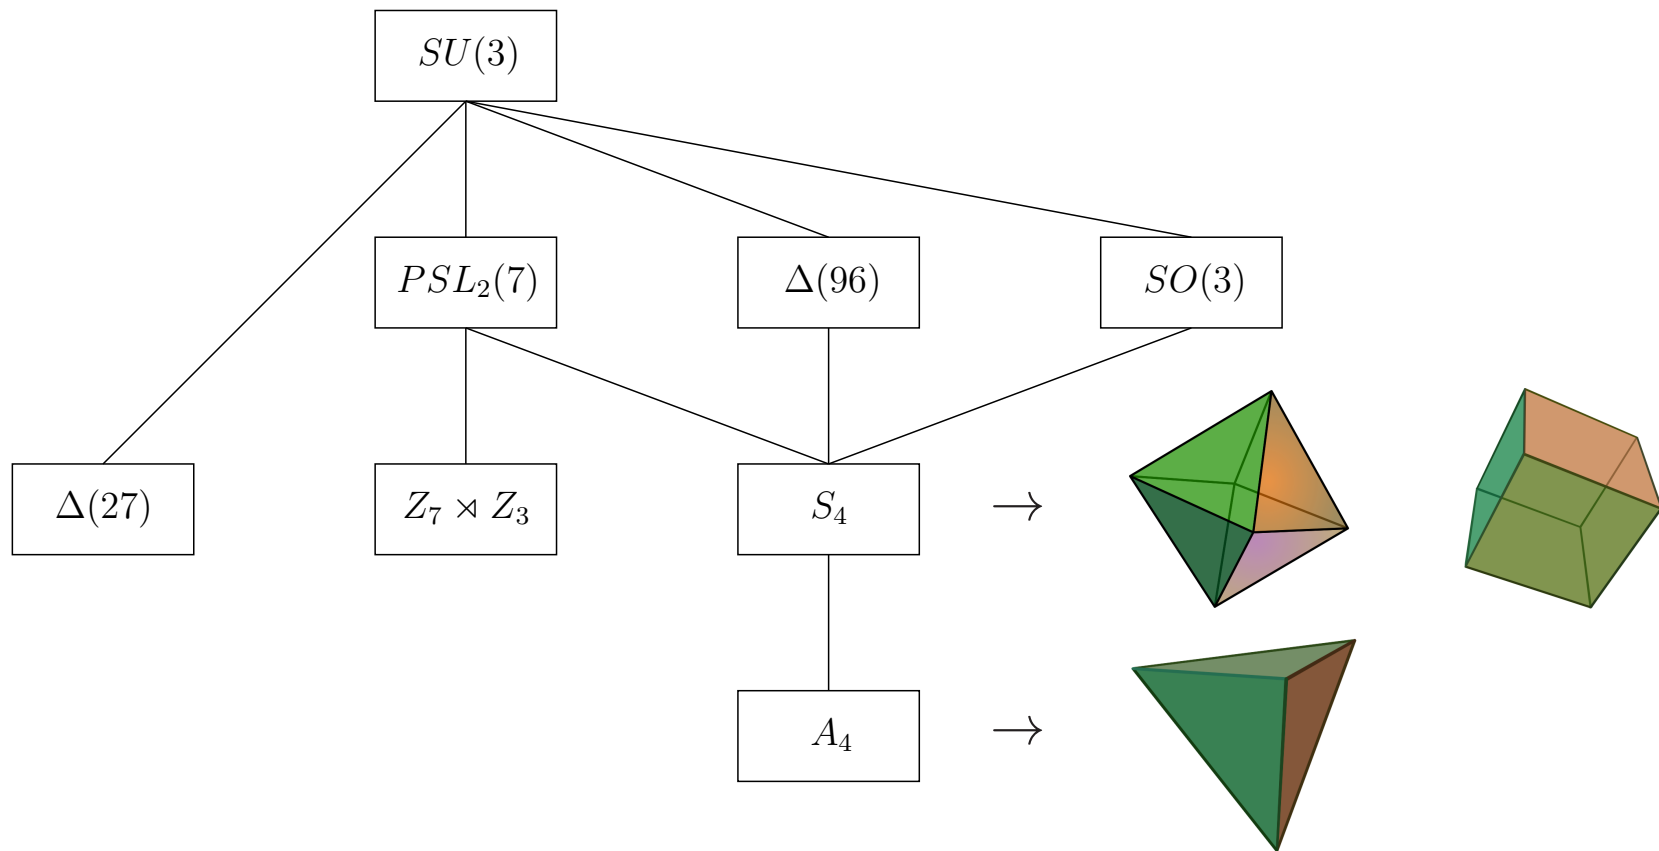 SU(3)
PSL₂(7)
Δ(96)
SO(3)
Δ(27)
Z₇ ⋊ Z₃
S₄ →
A₄ →